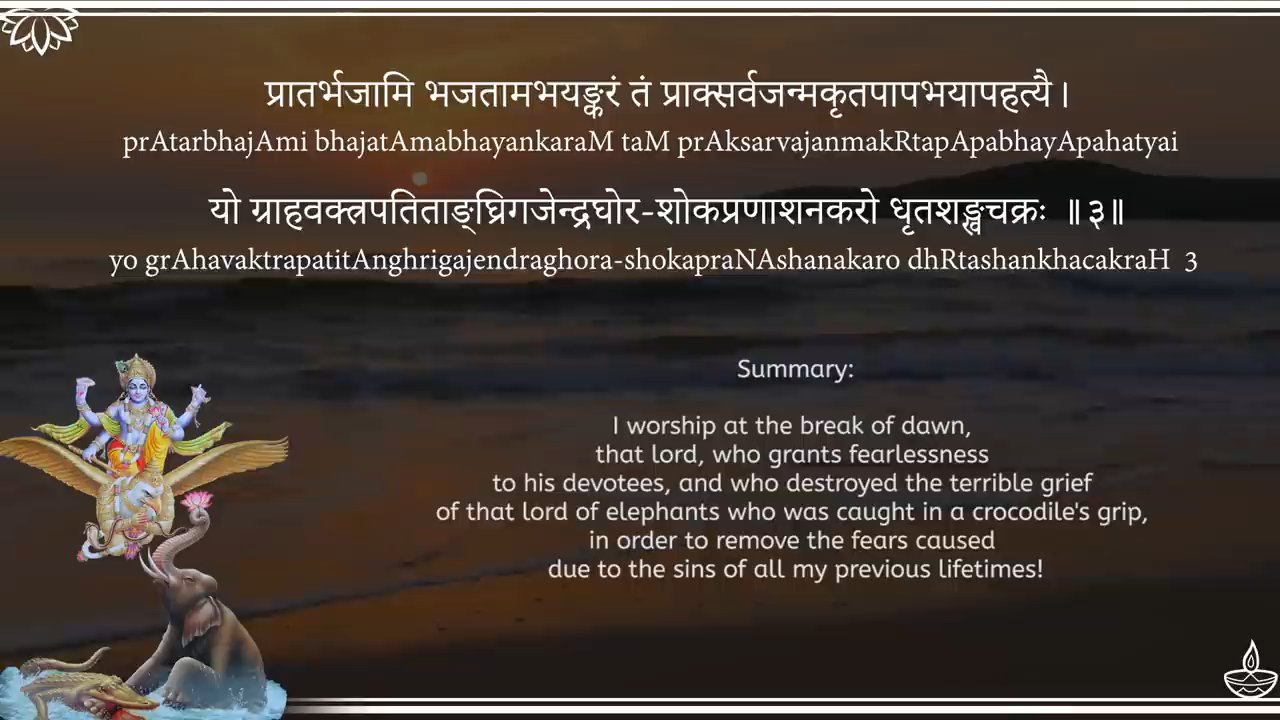 प्रातर्भजामि भजतामभयङ्करं तं प्राक्सर्वजन्मकृतपापभयापहत्यै।
prAtarbhajAmi bhajatAmabhayankaraM taM prAksarvajanmakRtapApabhayApahatyai
यो ग्राहवक्त्रपतिताङ्घ्रिगजेन्द्रघोर-शोकप्रणाशनकरो धृतशङ्खचक्रः ॥३॥
yo grAhavaktrapatitAnghrigajendraghora-shokapraNAshanakaro dhRtashankhacakraH 3
Summary:
I worship at the break of dawn,
that lord, who grants fearlessness
to his devotees, and who destroyed the terrible grief
of that lord of elephants who was caught in a crocodile's grip,
in order to remove the fears caused
due to the sins of all my previous lifetimes!